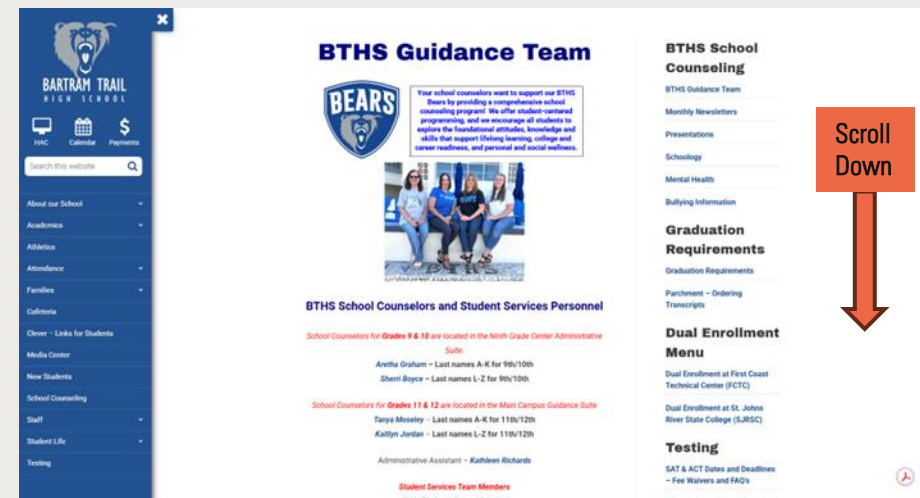 BARTRAM TRAIL
HIGH SCHOOL
HAC
Calendar
Payments
Search this website
About our School
Academics
Athletics
Attendance
Families
Cafeteria
Clever – Links for Students
Media Center
New Students
School Counseling
Staff
Student Life
Testing
BTHS Guidance Team
BEARS
Your school counselors want to support our BTHS
Bears by providing a comprehensive school
counseling program! We offer student-centered
programming, and we encourage all students to
explore the foundational attitudes, knowledge and
skills that support lifelong learning, college and
career readiness, and personal and social wellness.
BTHS School Counselors and Student Services Personnel
School Counselors for Grades 9 & 10 are located in the Ninth Grade Center Administrative
Suite
Aretha Graham – Last names A-K for 9th/10th
Sherri Boyce – Last names L-Z for 9th/10th
School Counselors for Grades 11 & 12 are located in the Main Campus Guidance Suite
Tanya Moseley – Last names A-K for 11th/12th
Kaitlyn Jordan – Last names L-Z for 11th/12th
Administrative Assistant – Kathleen Richards
Student Services Team Members
BTHS School
Counseling
BTHS Guidance Team
Monthly Newsletters
Presentations
Schoology
Mental Health
Bullying Information
Graduation
Requirements
Graduation Requirements
Parchment – Ordering
Transcripts
Dual Enrollment
Menu
Dual Enrollment at First Coast
Technical Center (FCTC)
Dual Enrollment at St. Johns
River State College (SJRSC)
Testing
SAT & ACT Dates and Deadlines
– Fee Waivers and FAQ's
Scroll
Down